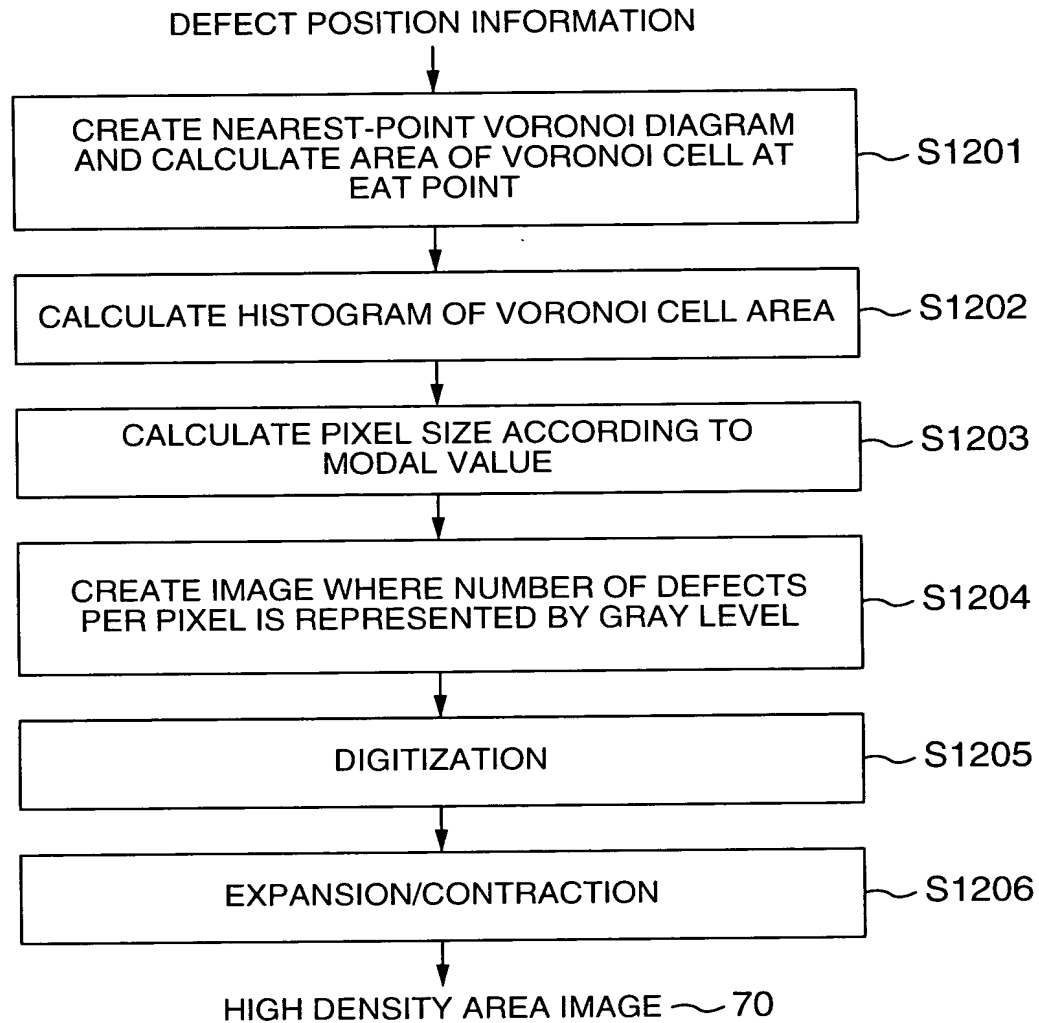 DEFECT POSITION INFORMATION
CREATE NEAREST-POINT VORONOI DIAGRAM
AND CALCULATE AREA OF VORONOI CELL AT
EAT POINT
S1201
CALCULATE HISTOGRAM OF VORONOI CELL AREA
S1202
CALCULATE PIXEL SIZE ACCORDING TO
MODAL VALUE
S1203
CREATE IMAGE WHERE NUMBER OF DEFECTS
PER PIXEL IS REPRESENTED BY GRAY LEVEL
S1204
DIGITIZATION
S1205
EXPANSION/CONTRACTION
S1206
HIGH DENSITY AREA IMAGE 70